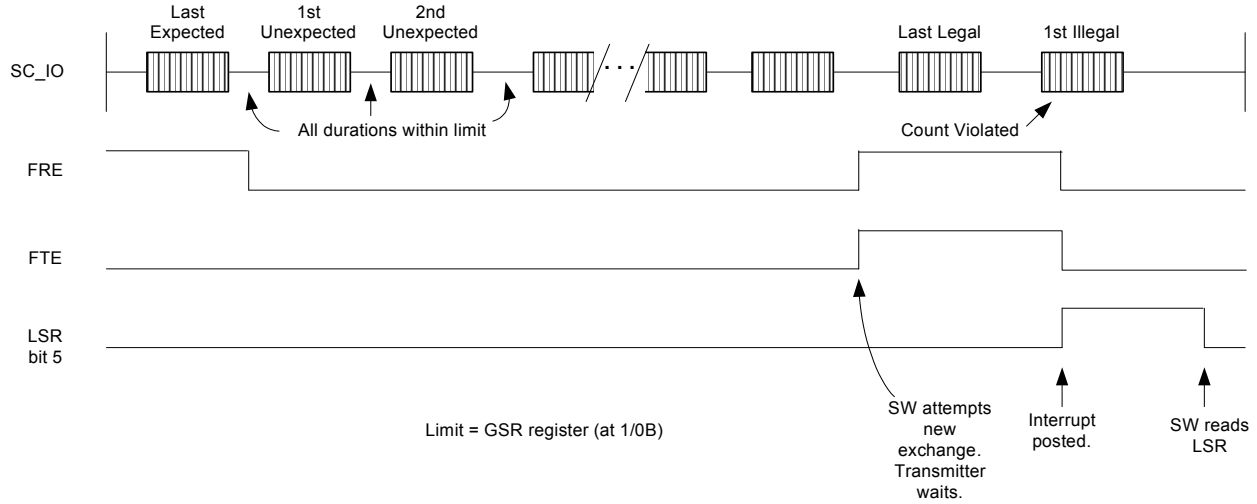 Last
Expected
1st
Unexpected
2nd
Unexpected
Last Legal
1st Illegal
SC_IO
. . .
All durations within limit
Count Violated
FRE
FTE
LSR
bit 5
Limit = GSR register (at 1/0B)
SW attempts
new
exchange.
Transmitter
waits.
Interrupt
posted.
SW reads
LSR